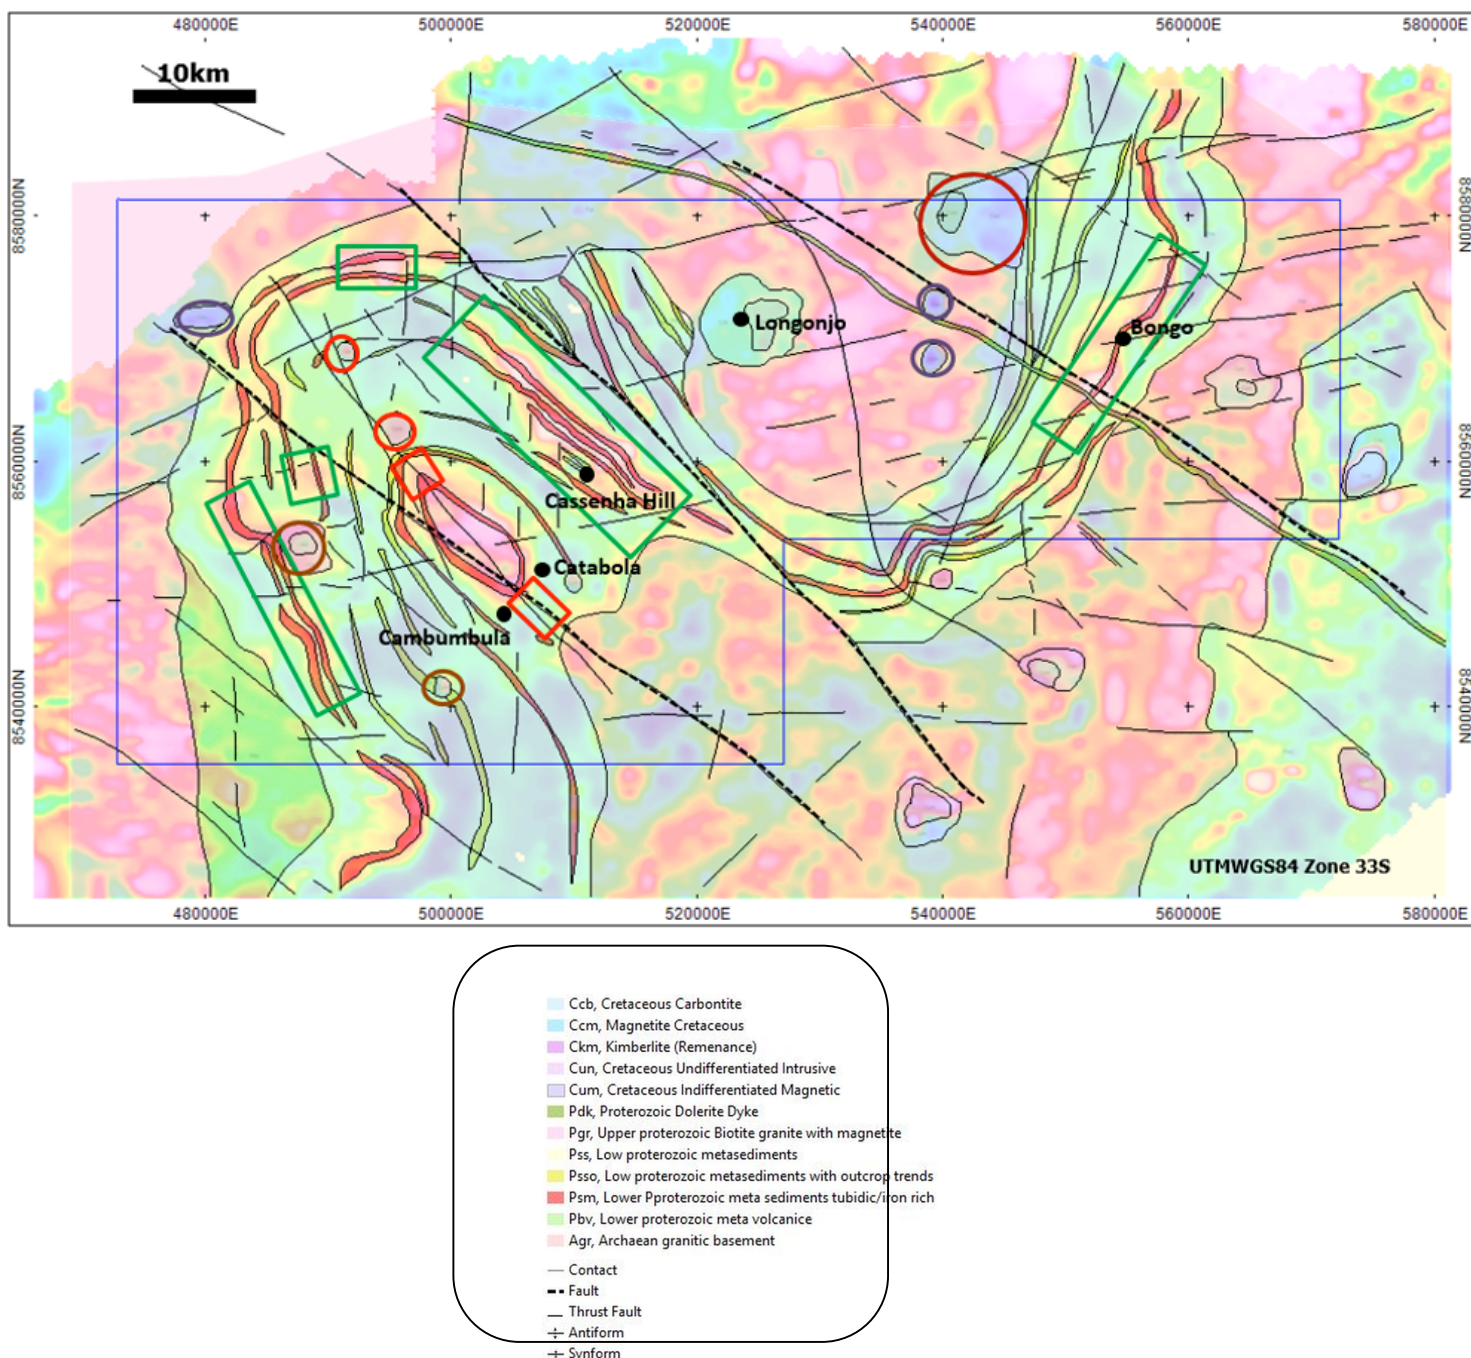 480000E 500000E 520000E 540000E 560000E 580000E
10km
8580000N
8580000N
Longonjo
Bongo
8560000N
8560000N
Cassenha Hill
Catabola
Cambumbula
8540000N
8540000N
UTMWGS84 Zone 33S
480000E 500000E 520000E 540000E 560000E 580000E
Ccb, Cretaceous Carbontite
Ccm, Magnetite Cretaceous
Ckm, Kimberlite (Remenance)
Cun, Cretaceous Undifferentiated Intrusive
Cum, Cretaceous Indifferentiated Magnetic
Pdk, Proterozoic Dolerite Dyke
Pgr, Upper proterozoic Biotite granite with magnetite
Pss, Low proterozoic metasediments
Psso, Low proterozoic metasediments with outcrop trends
Psm, Lower Pproterozoic meta sediments tubidic/iron rich
Pbv, Lower proterozoic meta volcanice
Agr, Archaean granitic basement
Contact
Fault
Thrust Fault
Antiform
Synform